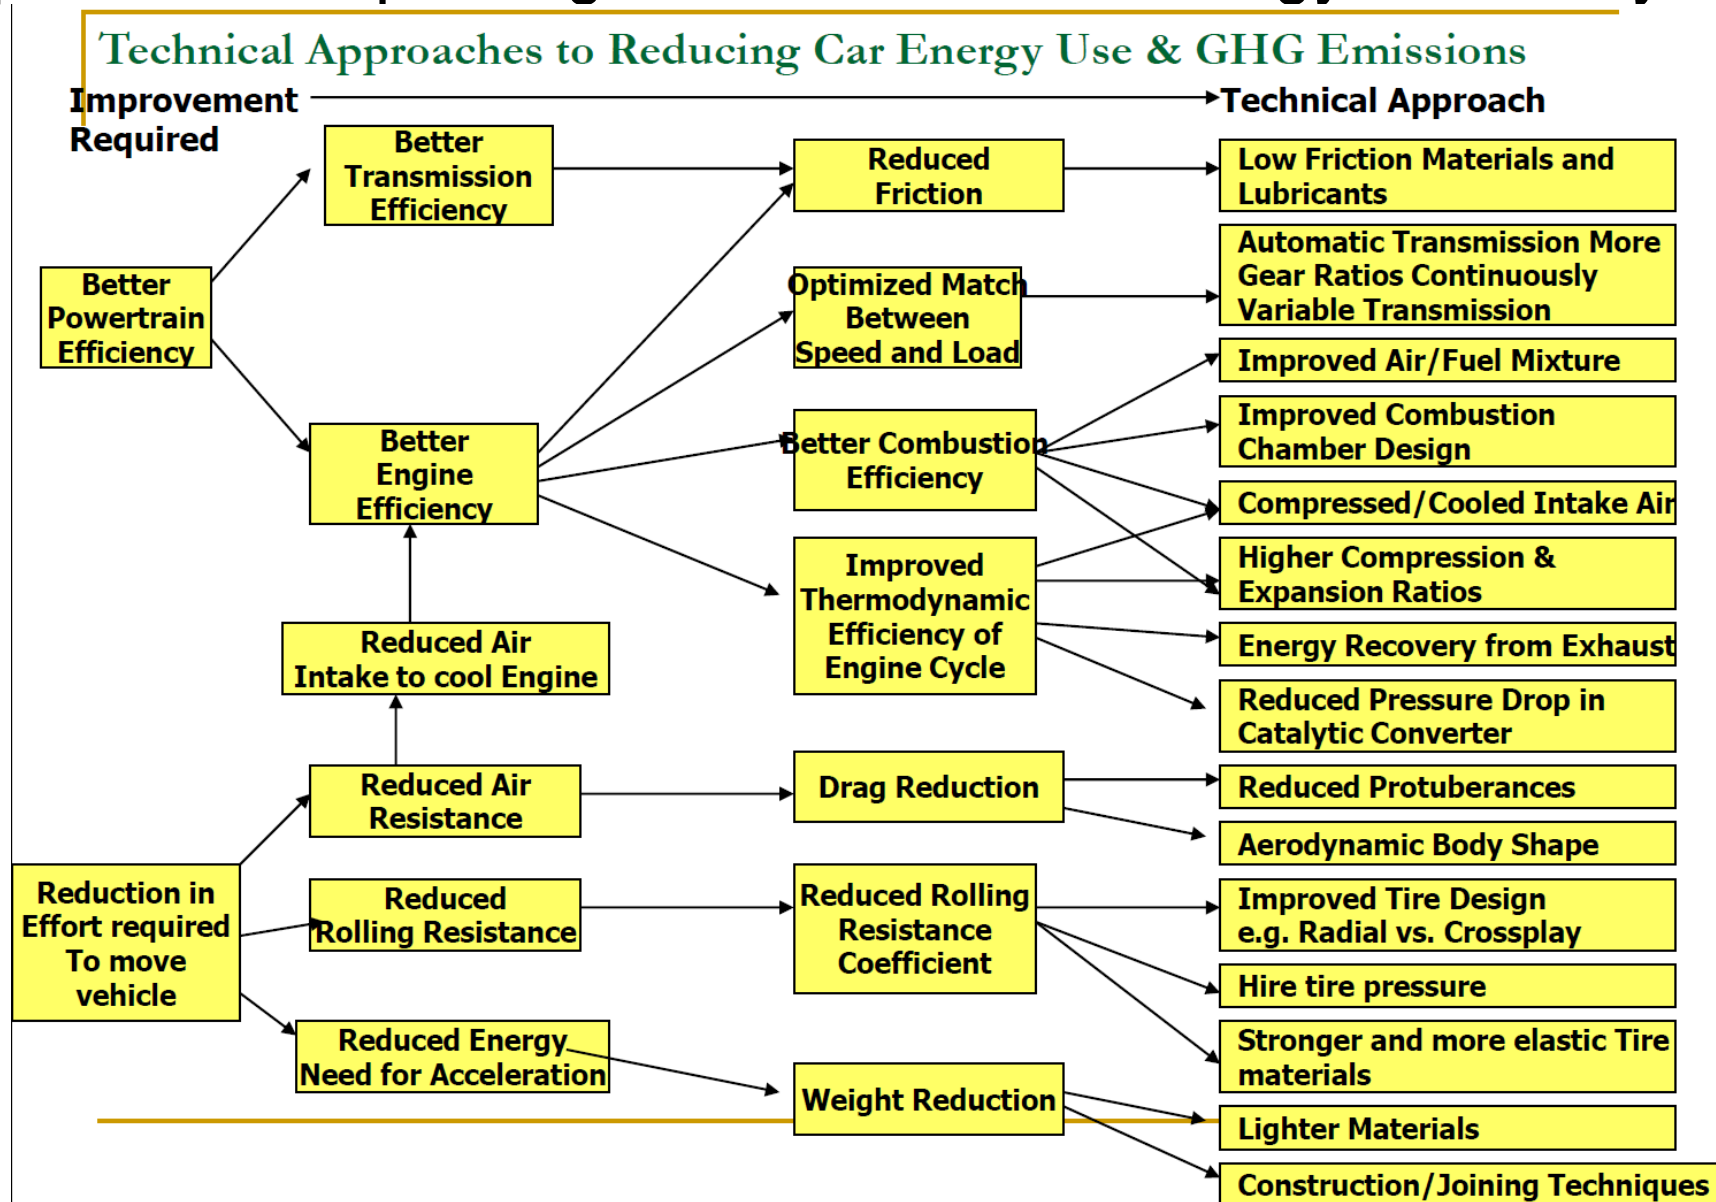 Technical Approaches to Reducing Car Energy Use & GHG Emissions
Improvement
Required
Technical Approach
Better
Transmission
Efficiency
Reduced
Friction
Low Friction Materials and
Lubricants
Better
Powertrain
Efficiency
Optimized Match
Between
Speed and Load
Automatic Transmission More
Gear Ratios Continuously
Variable Transmission
Improved Air/Fuel Mixture
Better
Engine
Efficiency
Better Combustion
Efficiency
Improved Combustion
Chamber Design
Compressed/Cooled Intake Air
Improved
Thermodynamic
Efficiency of
Engine Cycle
Higher Compression &
Expansion Ratios
Reduced Air
Intake to cool Engine
Energy Recovery from Exhaust
Reduced Pressure Drop in
Catalytic Converter
Reduced Air
Resistance
Drag Reduction
Reduced Protuberances
Aerodynamic Body Shape
Reduction in
Effort required
To move
vehicle
Reduced
Rolling Resistance
Reduced Rolling
Resistance
Coefficient
Improved Tire Design
e.g. Radial vs. Crossplay
Hire tire pressure
Stronger and more elastic Tire
materials
Reduced Energy
Need for Acceleration
Weight Reduction
Lighter Materials
Construction/Joining Techniques